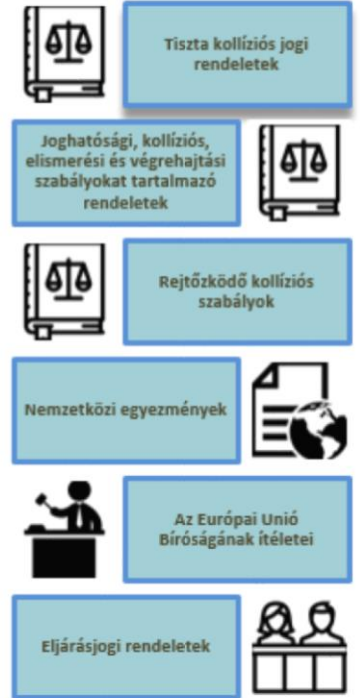 Tiszta kollíziós jogi
rendeletek
Joghatósági, kollíziós,
elismerési és végrehajtási
szabályokat tartalmazó
rendeletek
Rejtőzködő kollíziós
szabályok
Nemzetközi egyezmények
Az Európai Unió
Bíróságának ítéletei
Eljárásjogi rendeletek